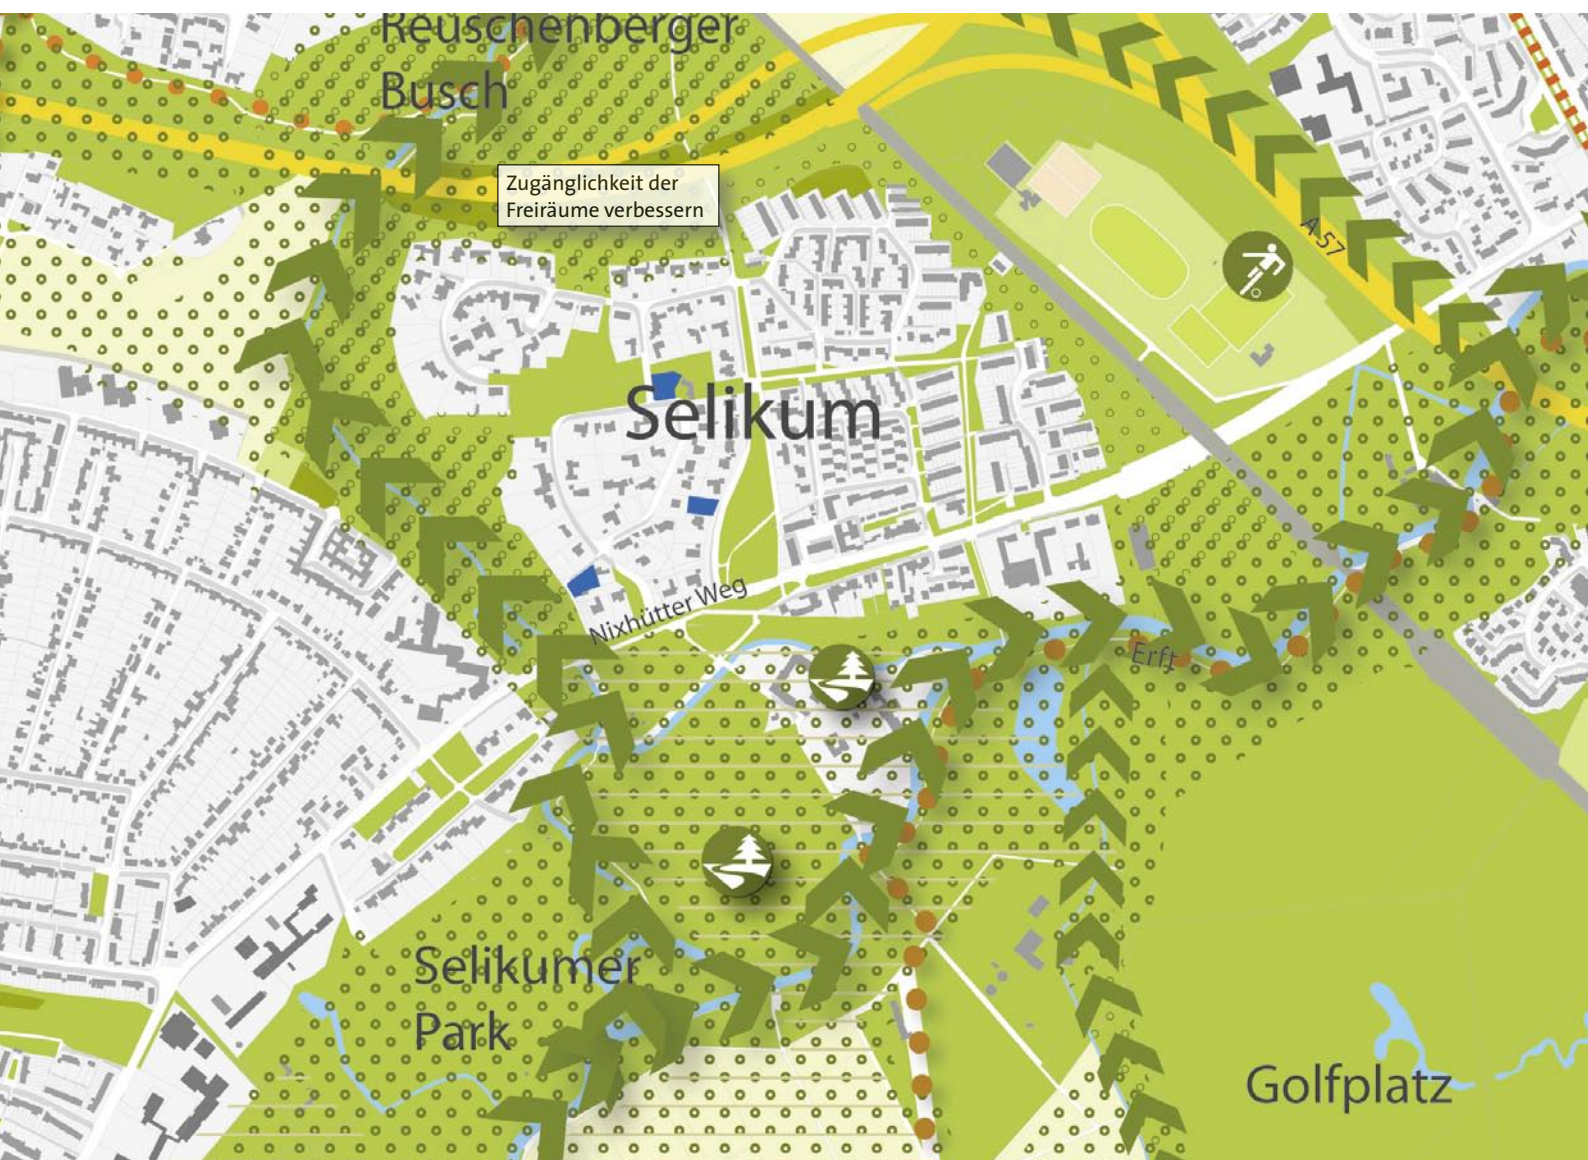 Reuschenberger
Busch
Zugänglichkeit der
Freiräume verbessern
A 57
Selikum
Nixhütter Weg
Erft
Selikumer
Park
Golfplatz